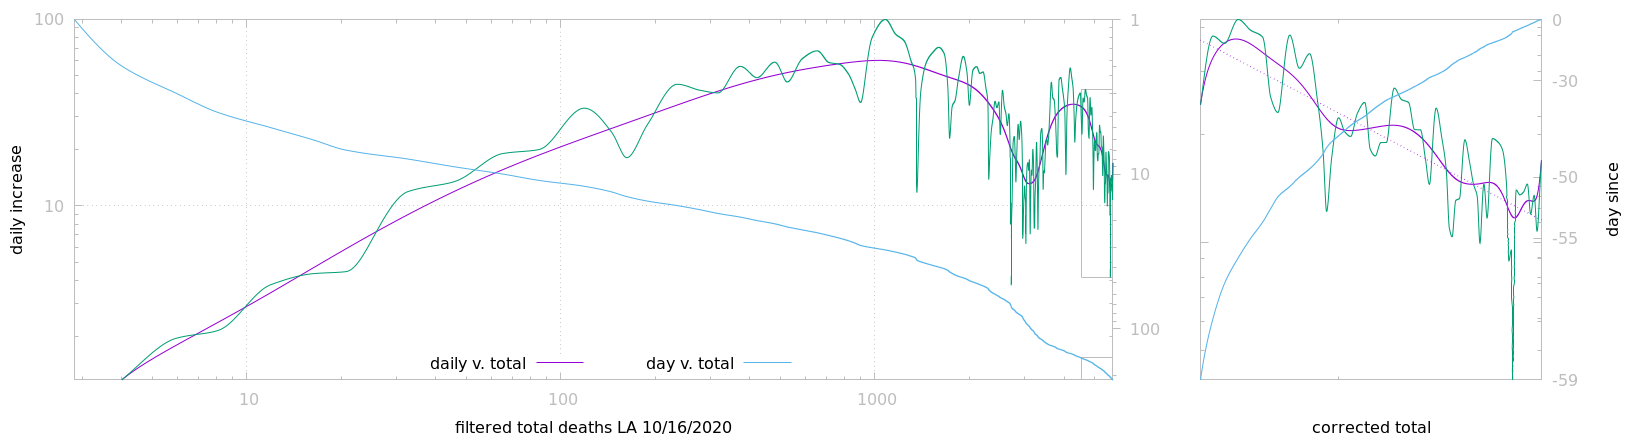 100
10
daily increase
1
10
100
10
100
1000
daily v. total
day v. total
filtered total deaths LA 10/16/2020
0
-30
-50
-55
-59
day since
corrected total